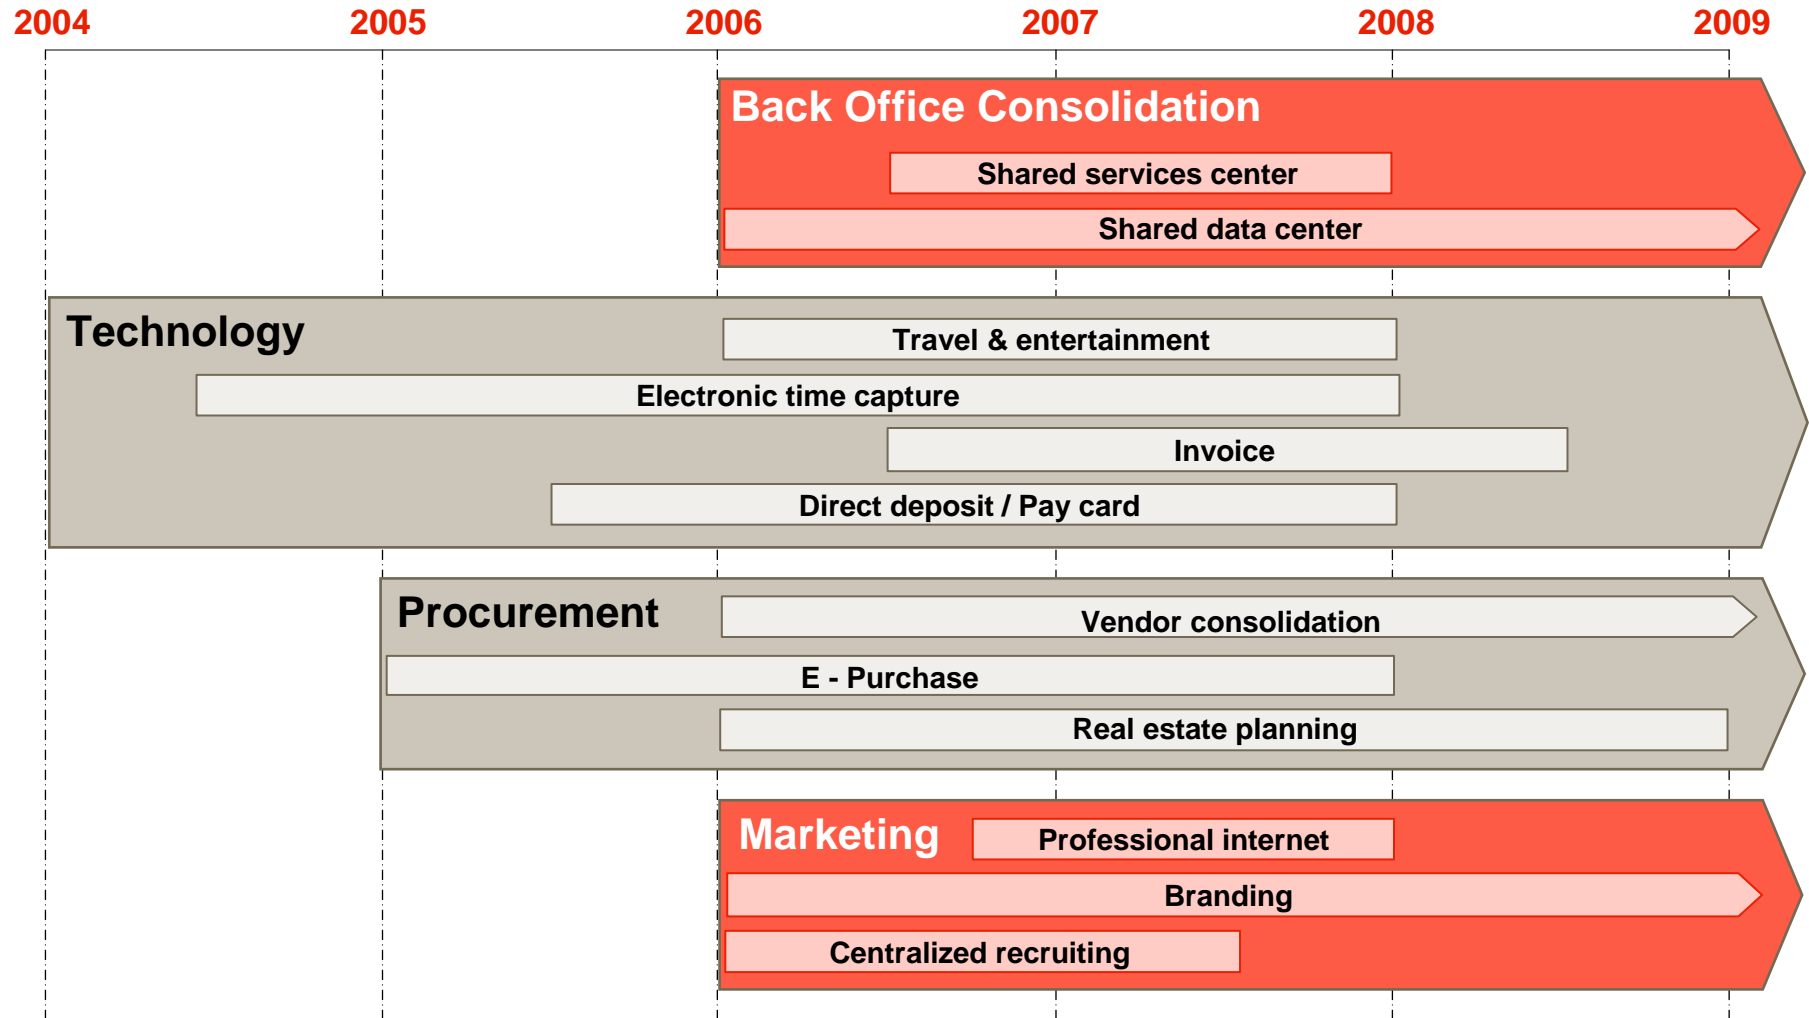 2004 2005 2006 2007 2008 2009
Back Office Consolidation
Shared services center
Shared data center
Technology
Travel & entertainment
Electronic time capture
Invoice
Direct deposit / Pay card
Procurement
Vendor consolidation
E - Purchase
Real estate planning
Marketing
Professional internet
Branding
Centralized recruiting